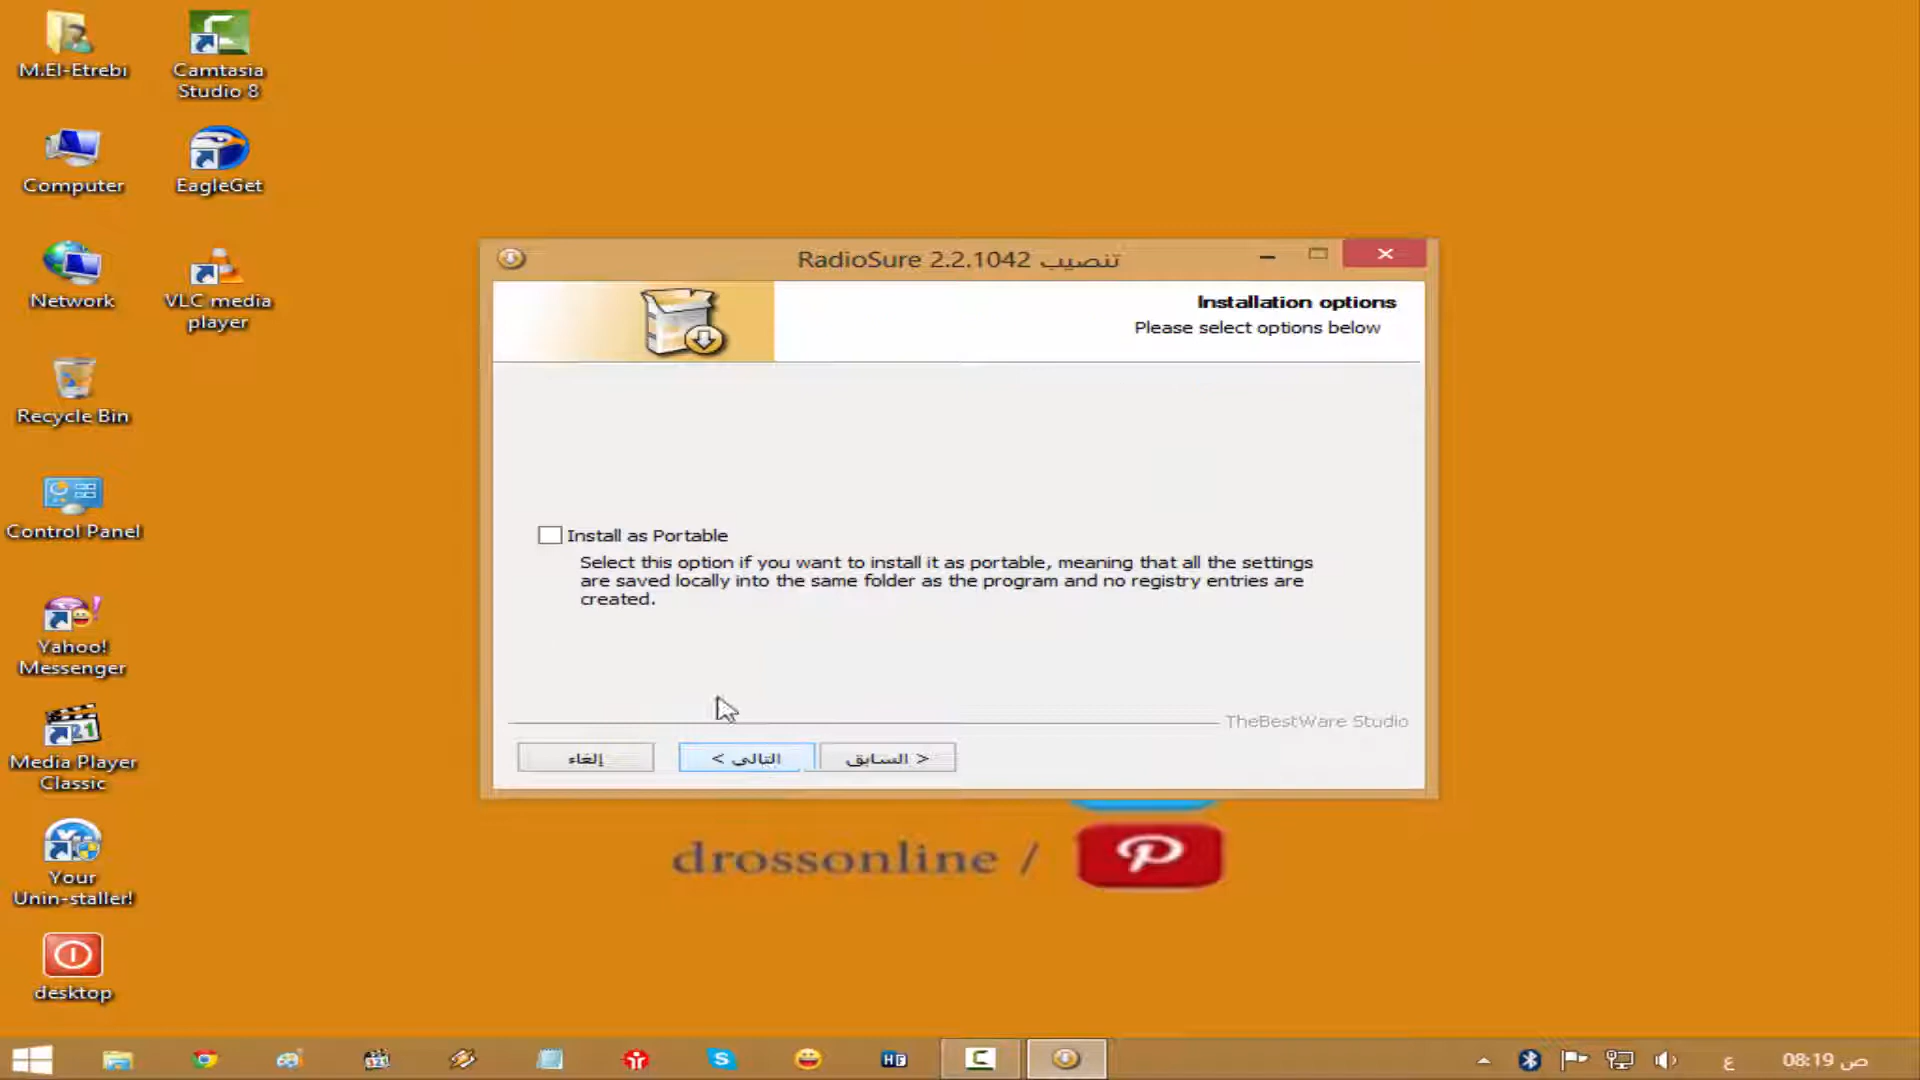 M.El-Etrebi
Camtasia
Studio 8
Computer
EagleGet
Network
VLC media
player
Recycle Bin
Control Panel
Yahoo!
Messenger
Media Player
Classic
Your
Unin-staller!
desktop
تنصيب RadioSure 2.2.1042
Installation options
Please select options below
Install as Portable
Select this option if you want to install it as portable, meaning that all the settings
are saved locally into the same folder as the program and no registry entries are
created.
TheBestWare Studio
إلغاء
التالي >
< السابق
drossonline /
HD
ع
08:19 ص